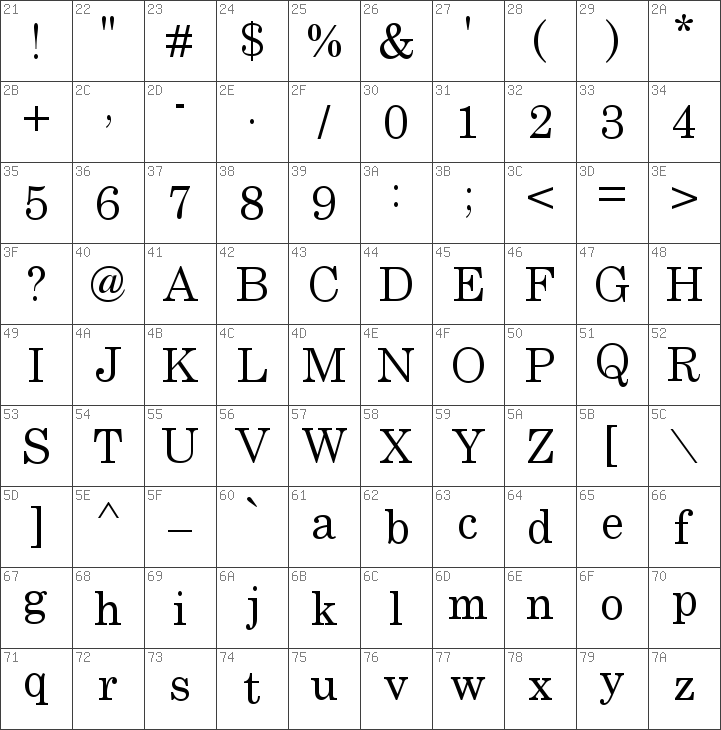 21 22 23 24 25 26 27 28 29 2A
! " # $ % & ' ( ) *
2B 2C 2D 2E 2F 30 31 32 33 34
+ , - . / 0 1 2 3 4
35 36 37 38 39 3A 3B 3C 3D 3E
5 6 7 8 9 : ; < = >
3F 40 41 42 43 44 45 46 47 48
? @ A B C D E F G H
49 4A 4B 4C 4D 4E 4F 50 51 52
I J K L M N O P Q R
53 54 55 56 57 58 59 5A 5B 5C
S T U V W X Y Z [ \
5D 5E 5F 60 61 62 63 64 65 66
] ^ _ ` a b c d e f
67 68 69 6A 6B 6C 6D 6E 6F 70
g h i j k l m n o p
71 72 73 74 75 76 77 78 79 7A
q r s t u v w x y z